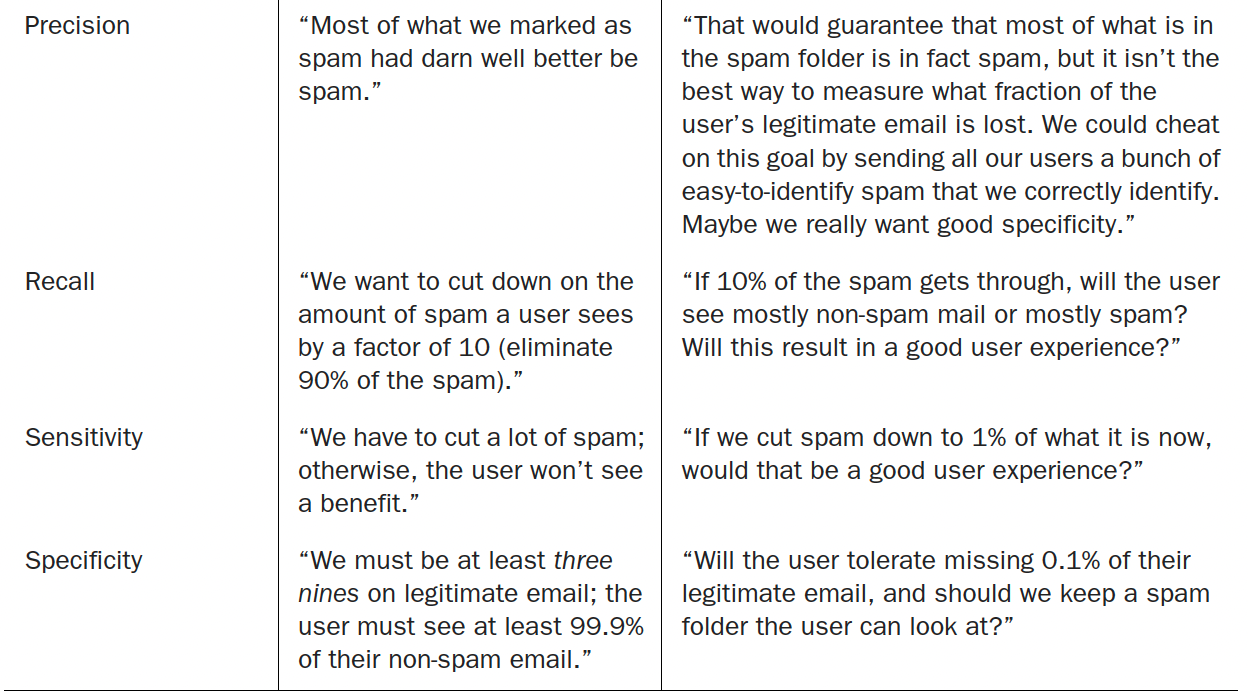 Precision
“Most of what we marked as
spam had darn well better be
spam.”
“That would guarantee that most of what is in
the spam folder is in fact spam, but it isn’t the
best way to measure what fraction of the
user’s legitimate email is lost. We could cheat
on this goal by sending all our users a bunch of
easy-to-identify spam that we correctly identify.
Maybe we really want good specificity.”
Recall
“We want to cut down on the
amount of spam a user sees
by a factor of 10 (eliminate
90% of the spam).”
“If 10% of the spam gets through, will the user
see mostly non-spam mail or mostly spam?
Will this result in a good user experience?”
Sensitivity
“We have to cut a lot of spam;
otherwise, the user won’t see
a benefit.”
“If we cut spam down to 1% of what it is now,
would that be a good user experience?”
Specificity
“We must be at least three
nines on legitimate email; the
user must see at least 99.9%
of their non-spam email.”
“Will the user tolerate missing 0.1% of their
legitimate email, and should we keep a spam
folder the user can look at?”